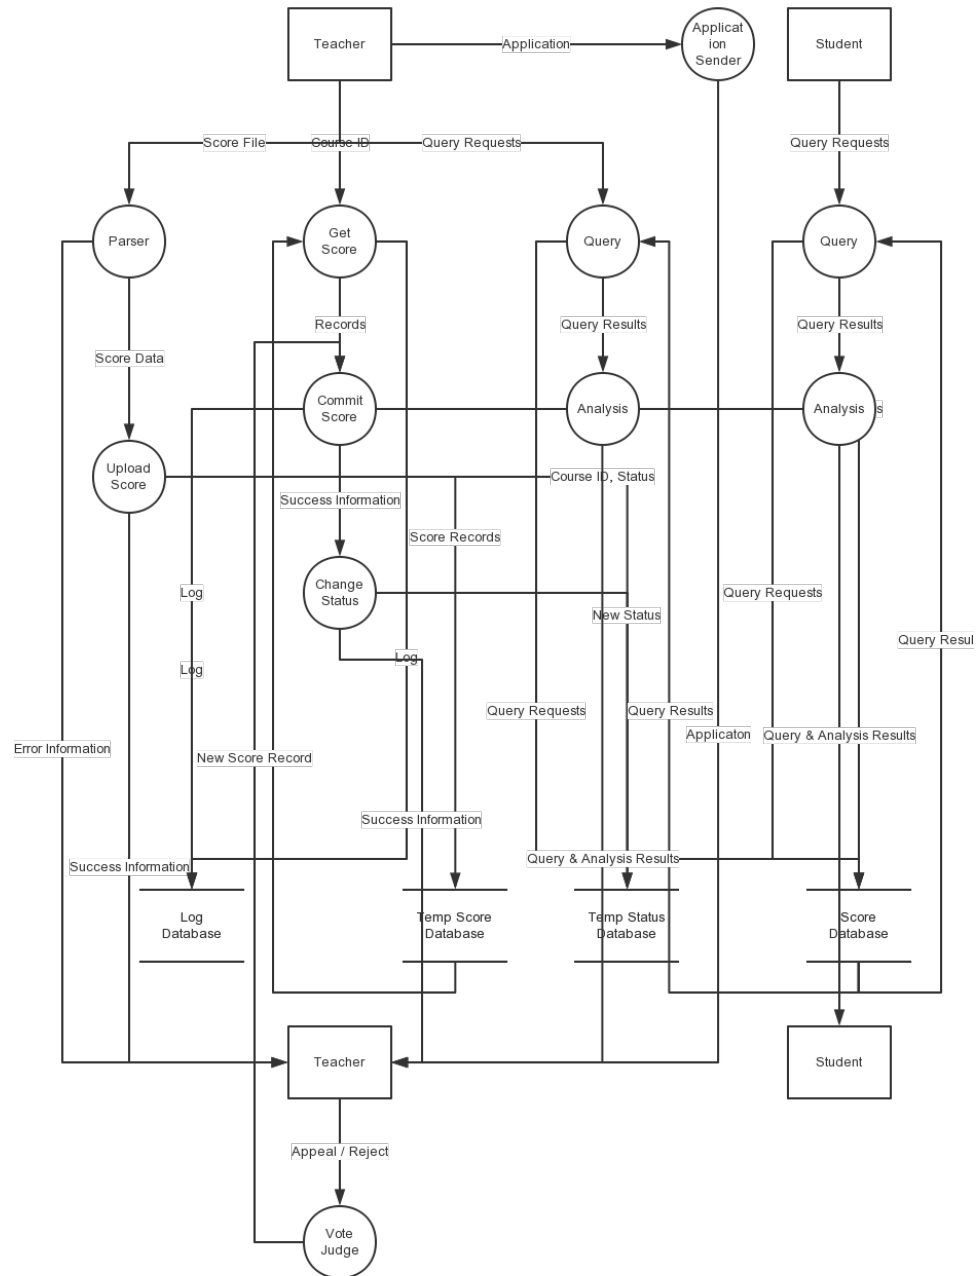 Teacher
Application
Applicat
ion
Sender
Student
Score File
Course ID
Query Requests
Query Requests
Parser
Get
Score
Query
Query
Records
Query Results
Query Results
Score Data
Commit
Score
Analysis
Analysis
s
Upload
Score
Course ID, Status
Success Information
Score Records
Change
Status
Log
Query Requests
New Status
Query Resul
Log
Log
Query Requests
Query Results
Applicaton
Query & Analysis Results
Error Information
New Score Record
Success Information
Query & Analysis Results
Success Information
Log
Database
Temp Score
Database
Temp Status
Database
Score
Database
Teacher
Student
Appeal / Reject
Vote
Judge